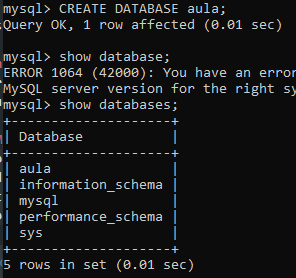 mysql> CREATE DATABASE aula;
Query OK, 1 row affected (0.01 sec)
mysql> show database;
ERROR 1064 (42000): You have an error
MySQL server version for the right sy
mysql> show databases;
+--------------------+
| Database           |
+--------------------+
| aula               |
| information_schema |
| mysql              |
| performance_schema |
| sys                |
+--------------------+
5 rows in set (0.01 sec)